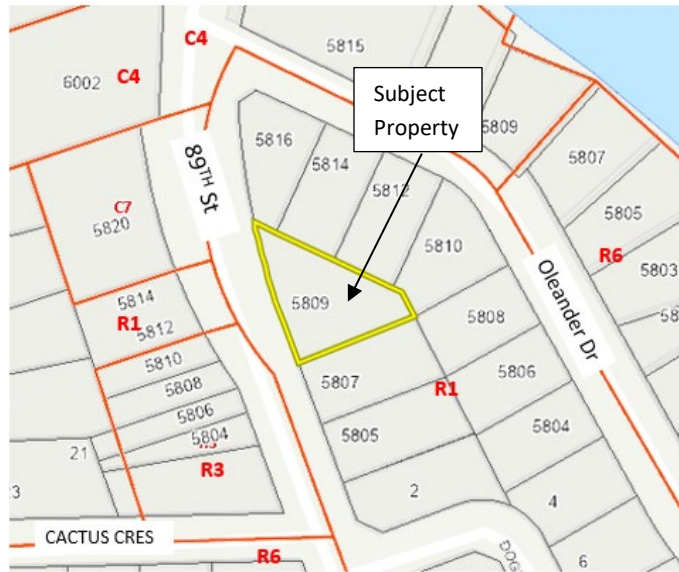 C4
5815
6002
C4
Subject
Property
5816
5814
5812
5809
5807
89TH St
C7
5820
5805
R6
5803
5810
Oleander Dr
5814
R1
5812
5809
5808
5810
5807
5806
5808
R1
5806
5805
5804
5804
21
R3
2
4
CACTUS CRES
R6
6